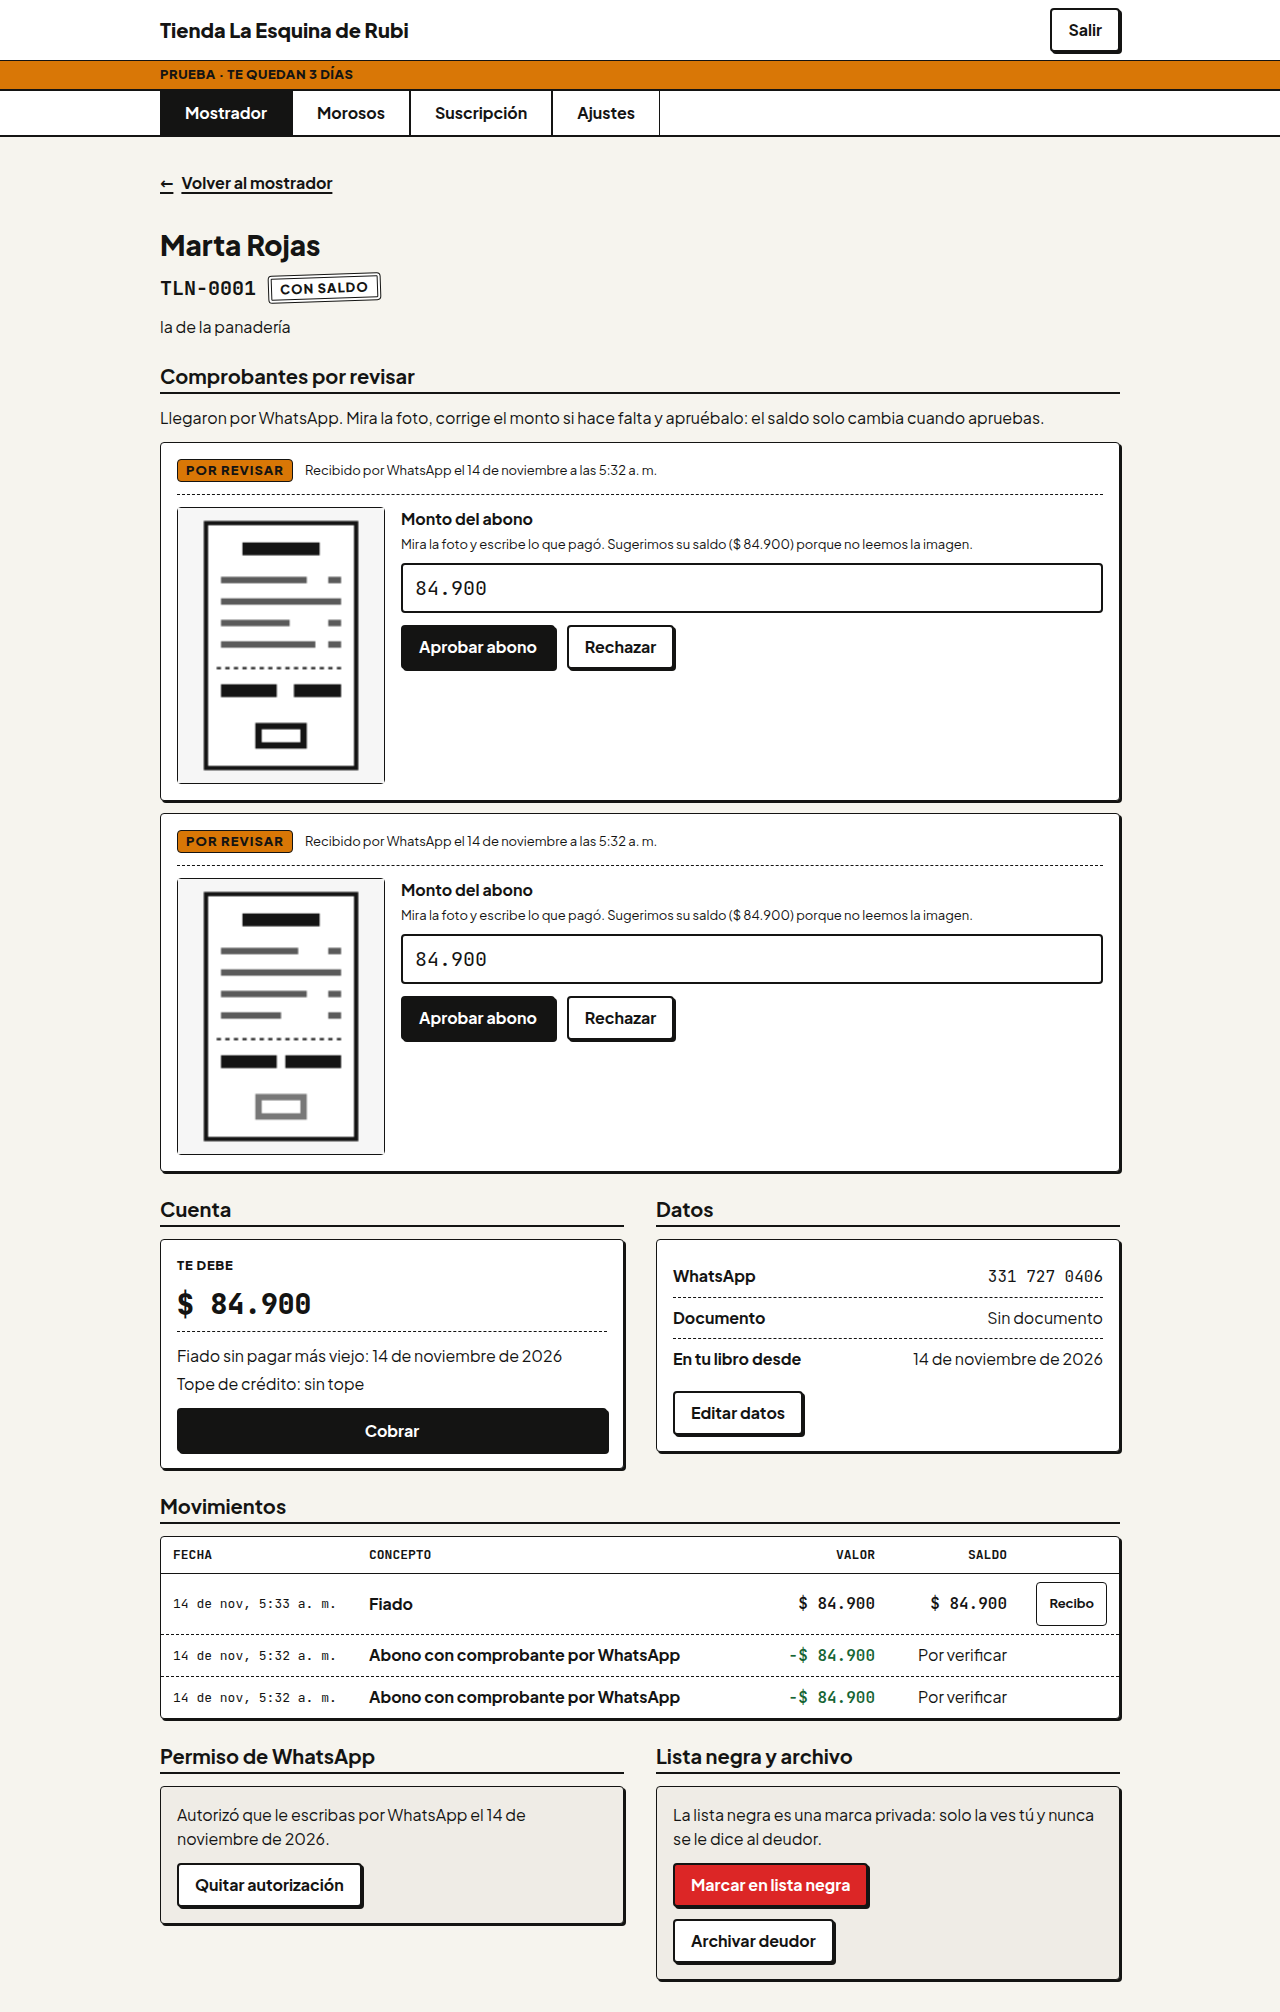 Tienda La Esquina de Rubi
Salir
PRUEBA · TE QUEDAN 3 DÍAS
Mostrador
Morosos
Suscripción
Ajustes
← Volver al mostrador
Marta Rojas
TLN-0001
CON SALDO
la de la panadería
Comprobantes por revisar
Llegaron por WhatsApp. Mira la foto, corrige el monto si hace falta y apruébalo: el saldo solo cambia cuando apruebas.
POR REVISAR
Recibido por WhatsApp el 14 de noviembre a las 5:32 a. m.
Monto del abono
Mira la foto y escribe lo que pagó. Sugerimos su saldo ($ 84.900) porque no leemos la imagen.
84.900
Aprobar abono
Rechazar
POR REVISAR
Recibido por WhatsApp el 14 de noviembre a las 5:32 a. m.
Monto del abono
Mira la foto y escribe lo que pagó. Sugerimos su saldo ($ 84.900) porque no leemos la imagen.
84.900
Aprobar abono
Rechazar
Cuenta
TE DEBE
$ 84.900
Fiado sin pagar más viejo: 14 de noviembre de 2026
Tope de crédito: sin tope
Cobrar
Datos
WhatsApp 331 727 0406
Documento Sin documento
En tu libro desde 14 de noviembre de 2026
Editar datos
Movimientos
FECHA CONCEPTO VALOR SALDO
14 de nov, 5:33 a. m. Fiado $ 84.900 $ 84.900 Recibo
14 de nov, 5:32 a. m. Abono con comprobante por WhatsApp -$ 84.900 Por verificar
14 de nov, 5:32 a. m. Abono con comprobante por WhatsApp -$ 84.900 Por verificar
Permiso de WhatsApp
Autorizó que le escribas por WhatsApp el 14 de
noviembre de 2026.
Quitar autorización
Lista negra y archivo
La lista negra es una marca privada: solo la ves tú y nunca
se le dice al deudor.
Marcar en lista negra
Archivar deudor